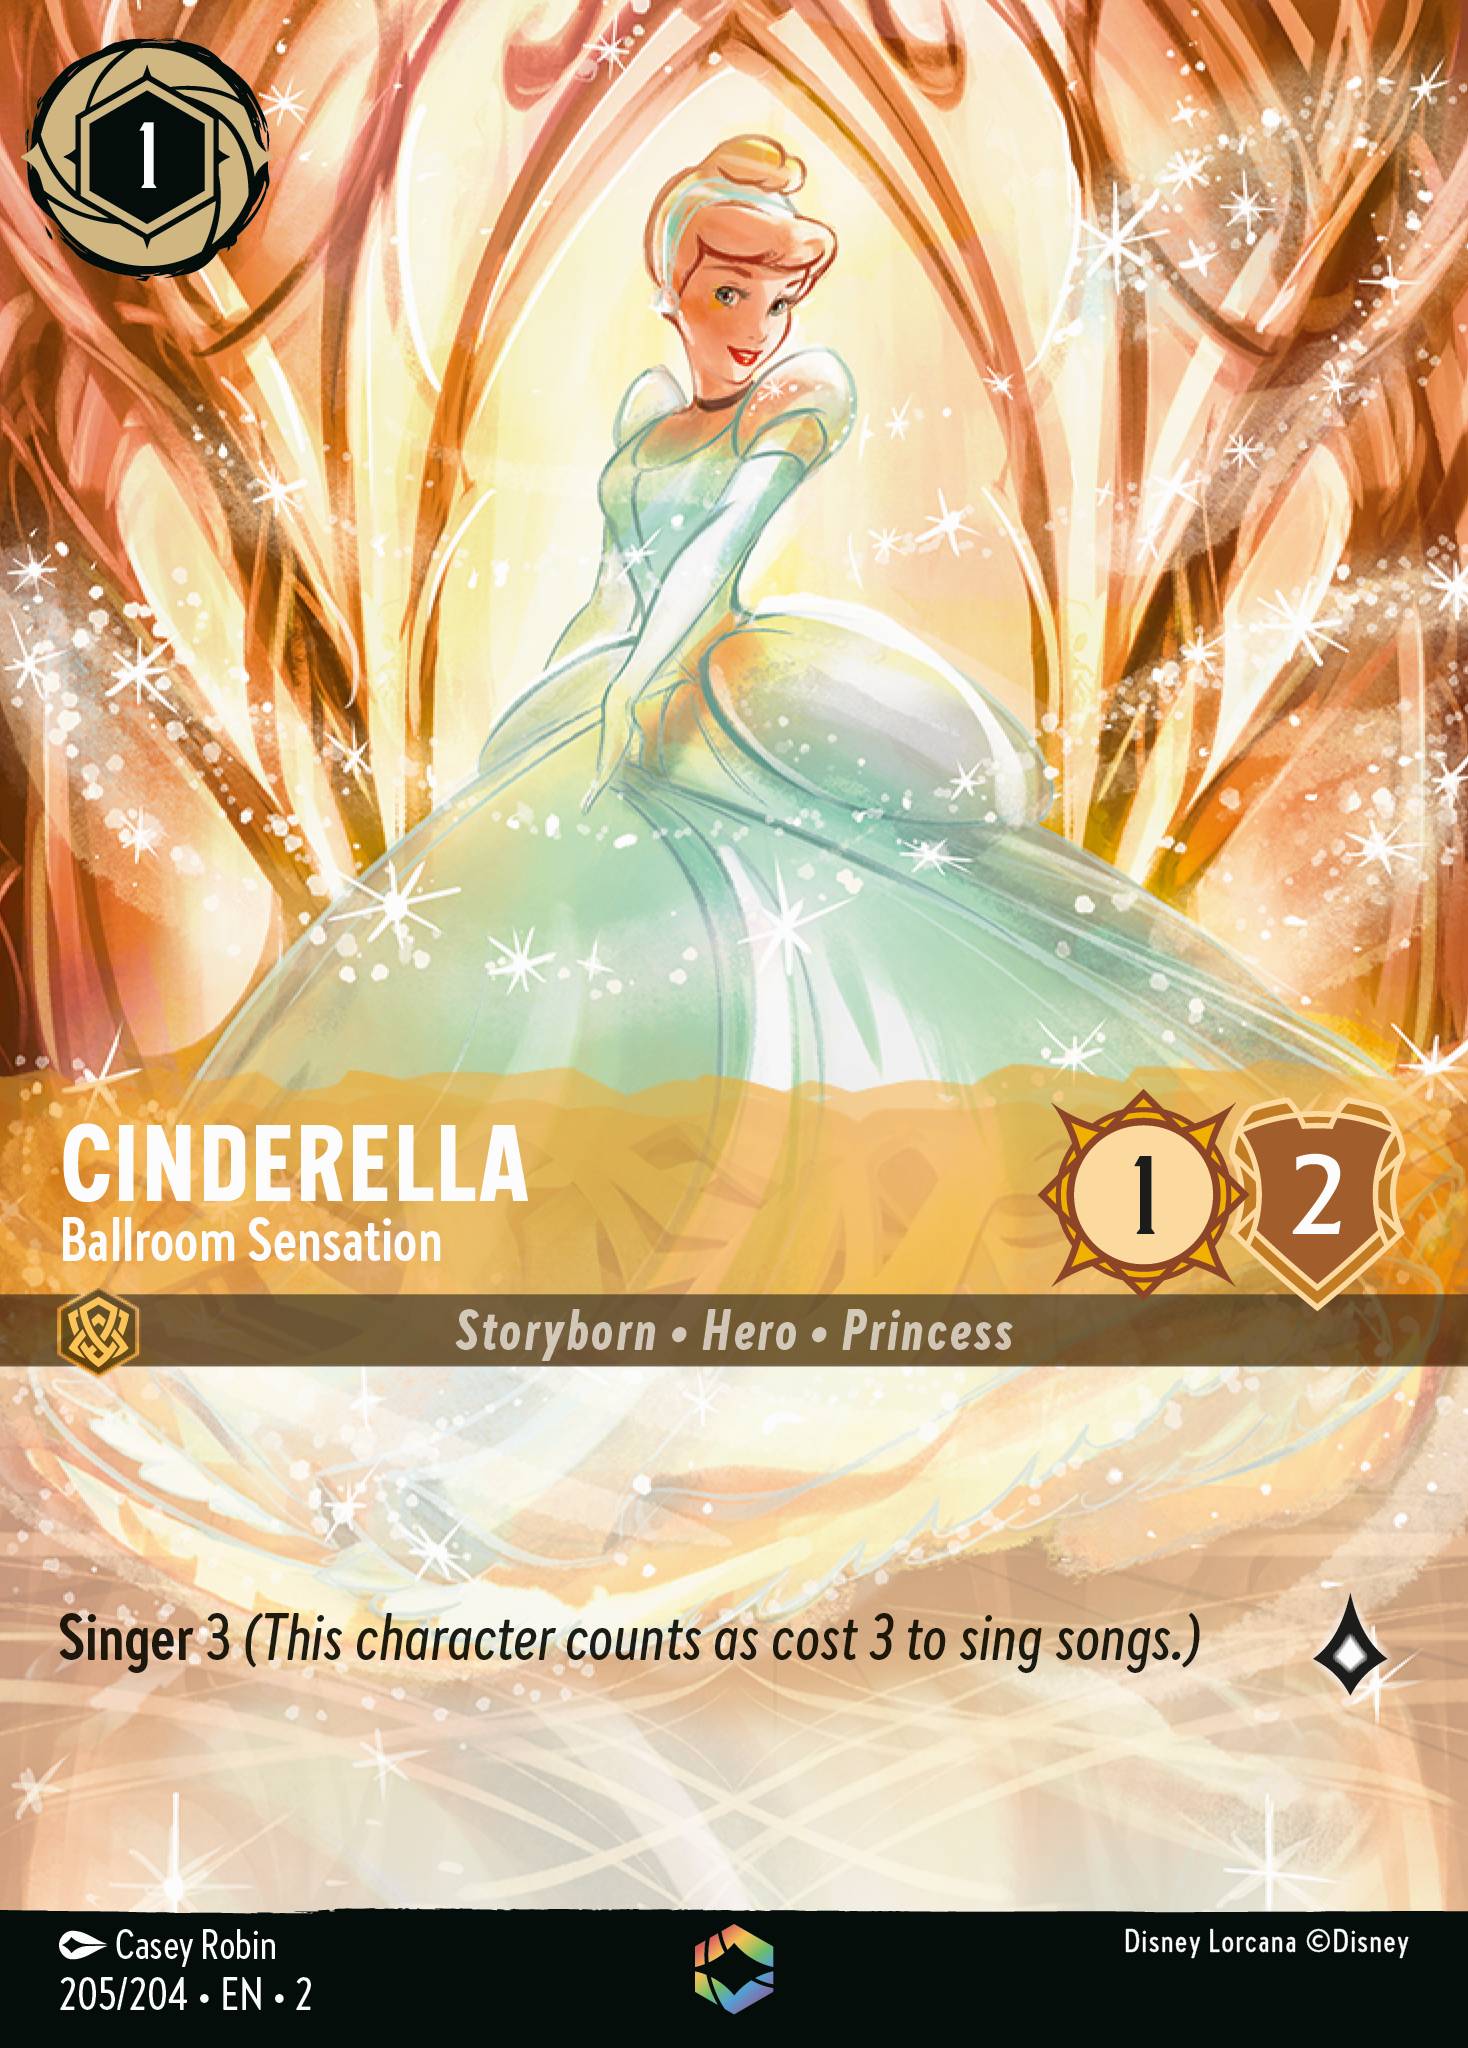 1
CINDERELLA
Ballroom Sensation
1 2
Storyborn • Hero • Princess
Singer 3 (This character counts as cost 3 to sing songs.)
Casey Robin
205/204 • EN • 2
Disney Lorcana ©Disney